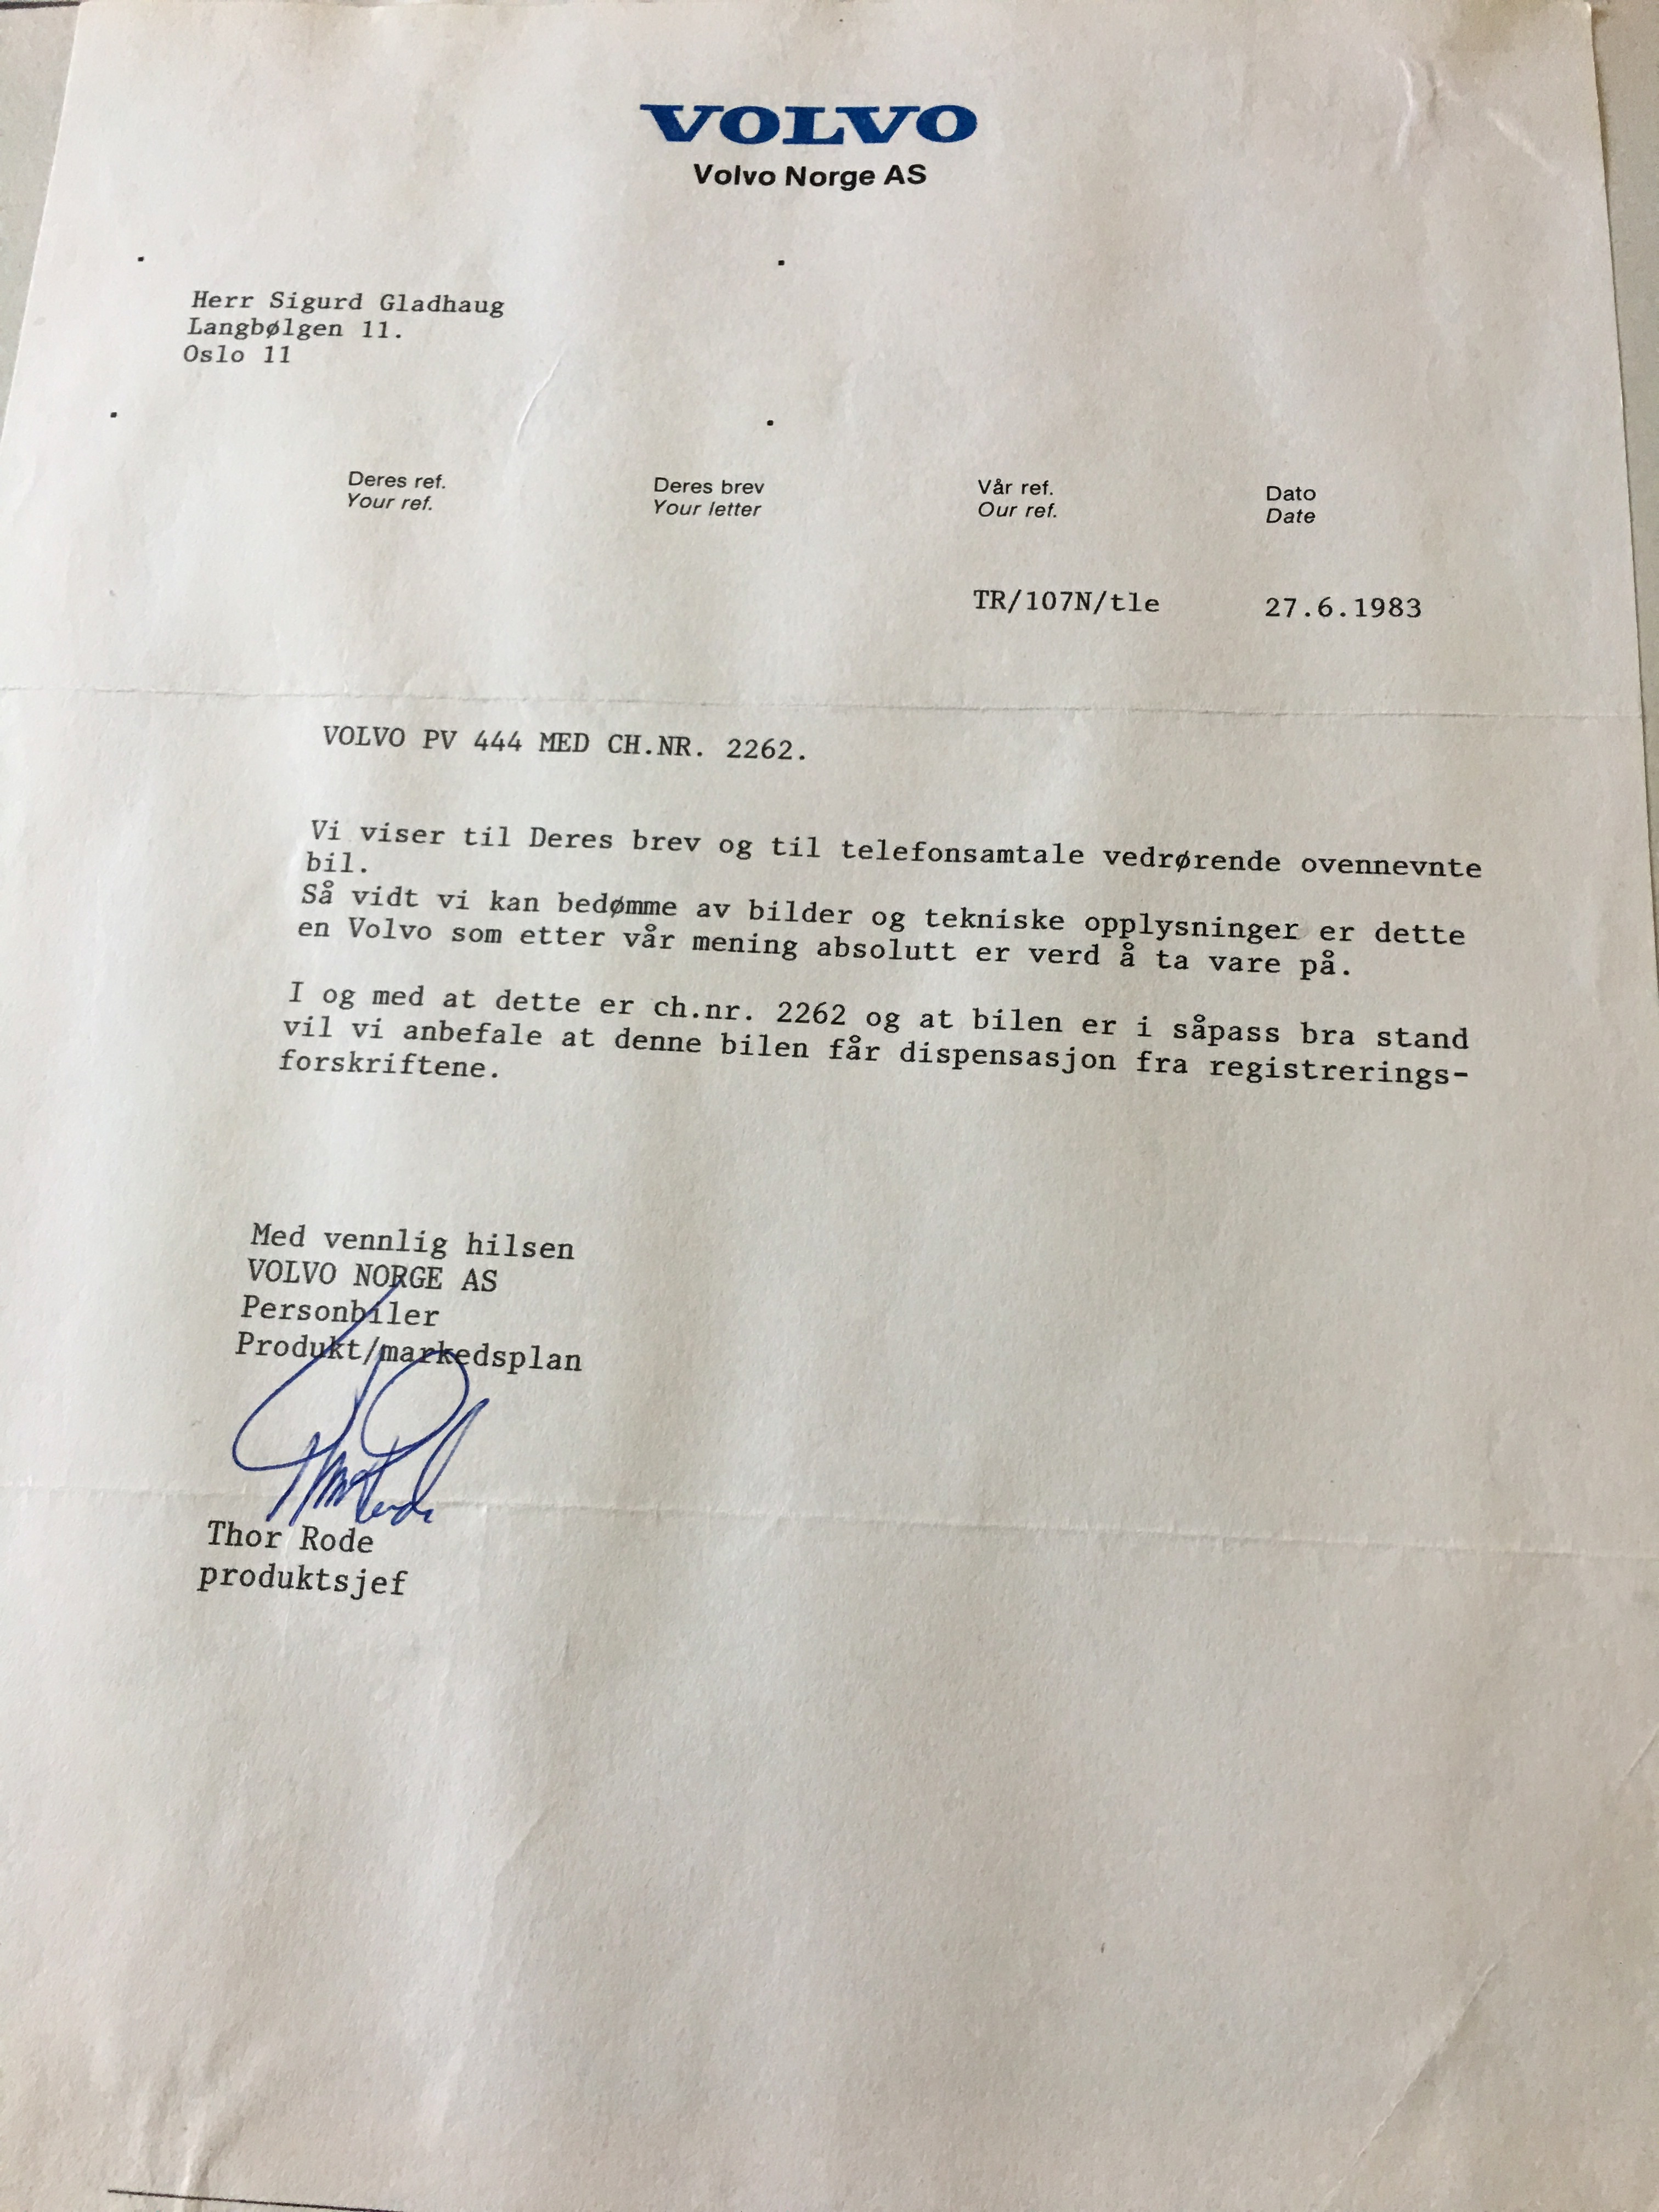 VOLVO
Volvo Norge AS
Herr Sigurd Gladhaug
Langbølgen 11.
Oslo 11
Deres ref. Deres brev Vår ref. Dato
Your ref. Your letter Our ref. Date
TR/107N/tle 27.6.1983
VOLVO PV 444 MED CH.NR. 2262.
Vi viser til Deres brev og til telefonsamtale vedrørende ovennevnte
bil.
Så vidt vi kan bedømme av bilder og tekniske opplysninger er dette
en Volvo som etter vår mening absolutt er verd å ta vare på.
I og med at dette er ch.nr. 2262 og at bilen er i såpass bra stand
vil vi anbefale at denne bilen får dispensasjon fra registrerings-
forskriftene.
Med vennlig hilsen
VOLVO NORGE AS
Personbiler
Produkt/markedsplan
Thor Rode
Thor Rode
produktsjef